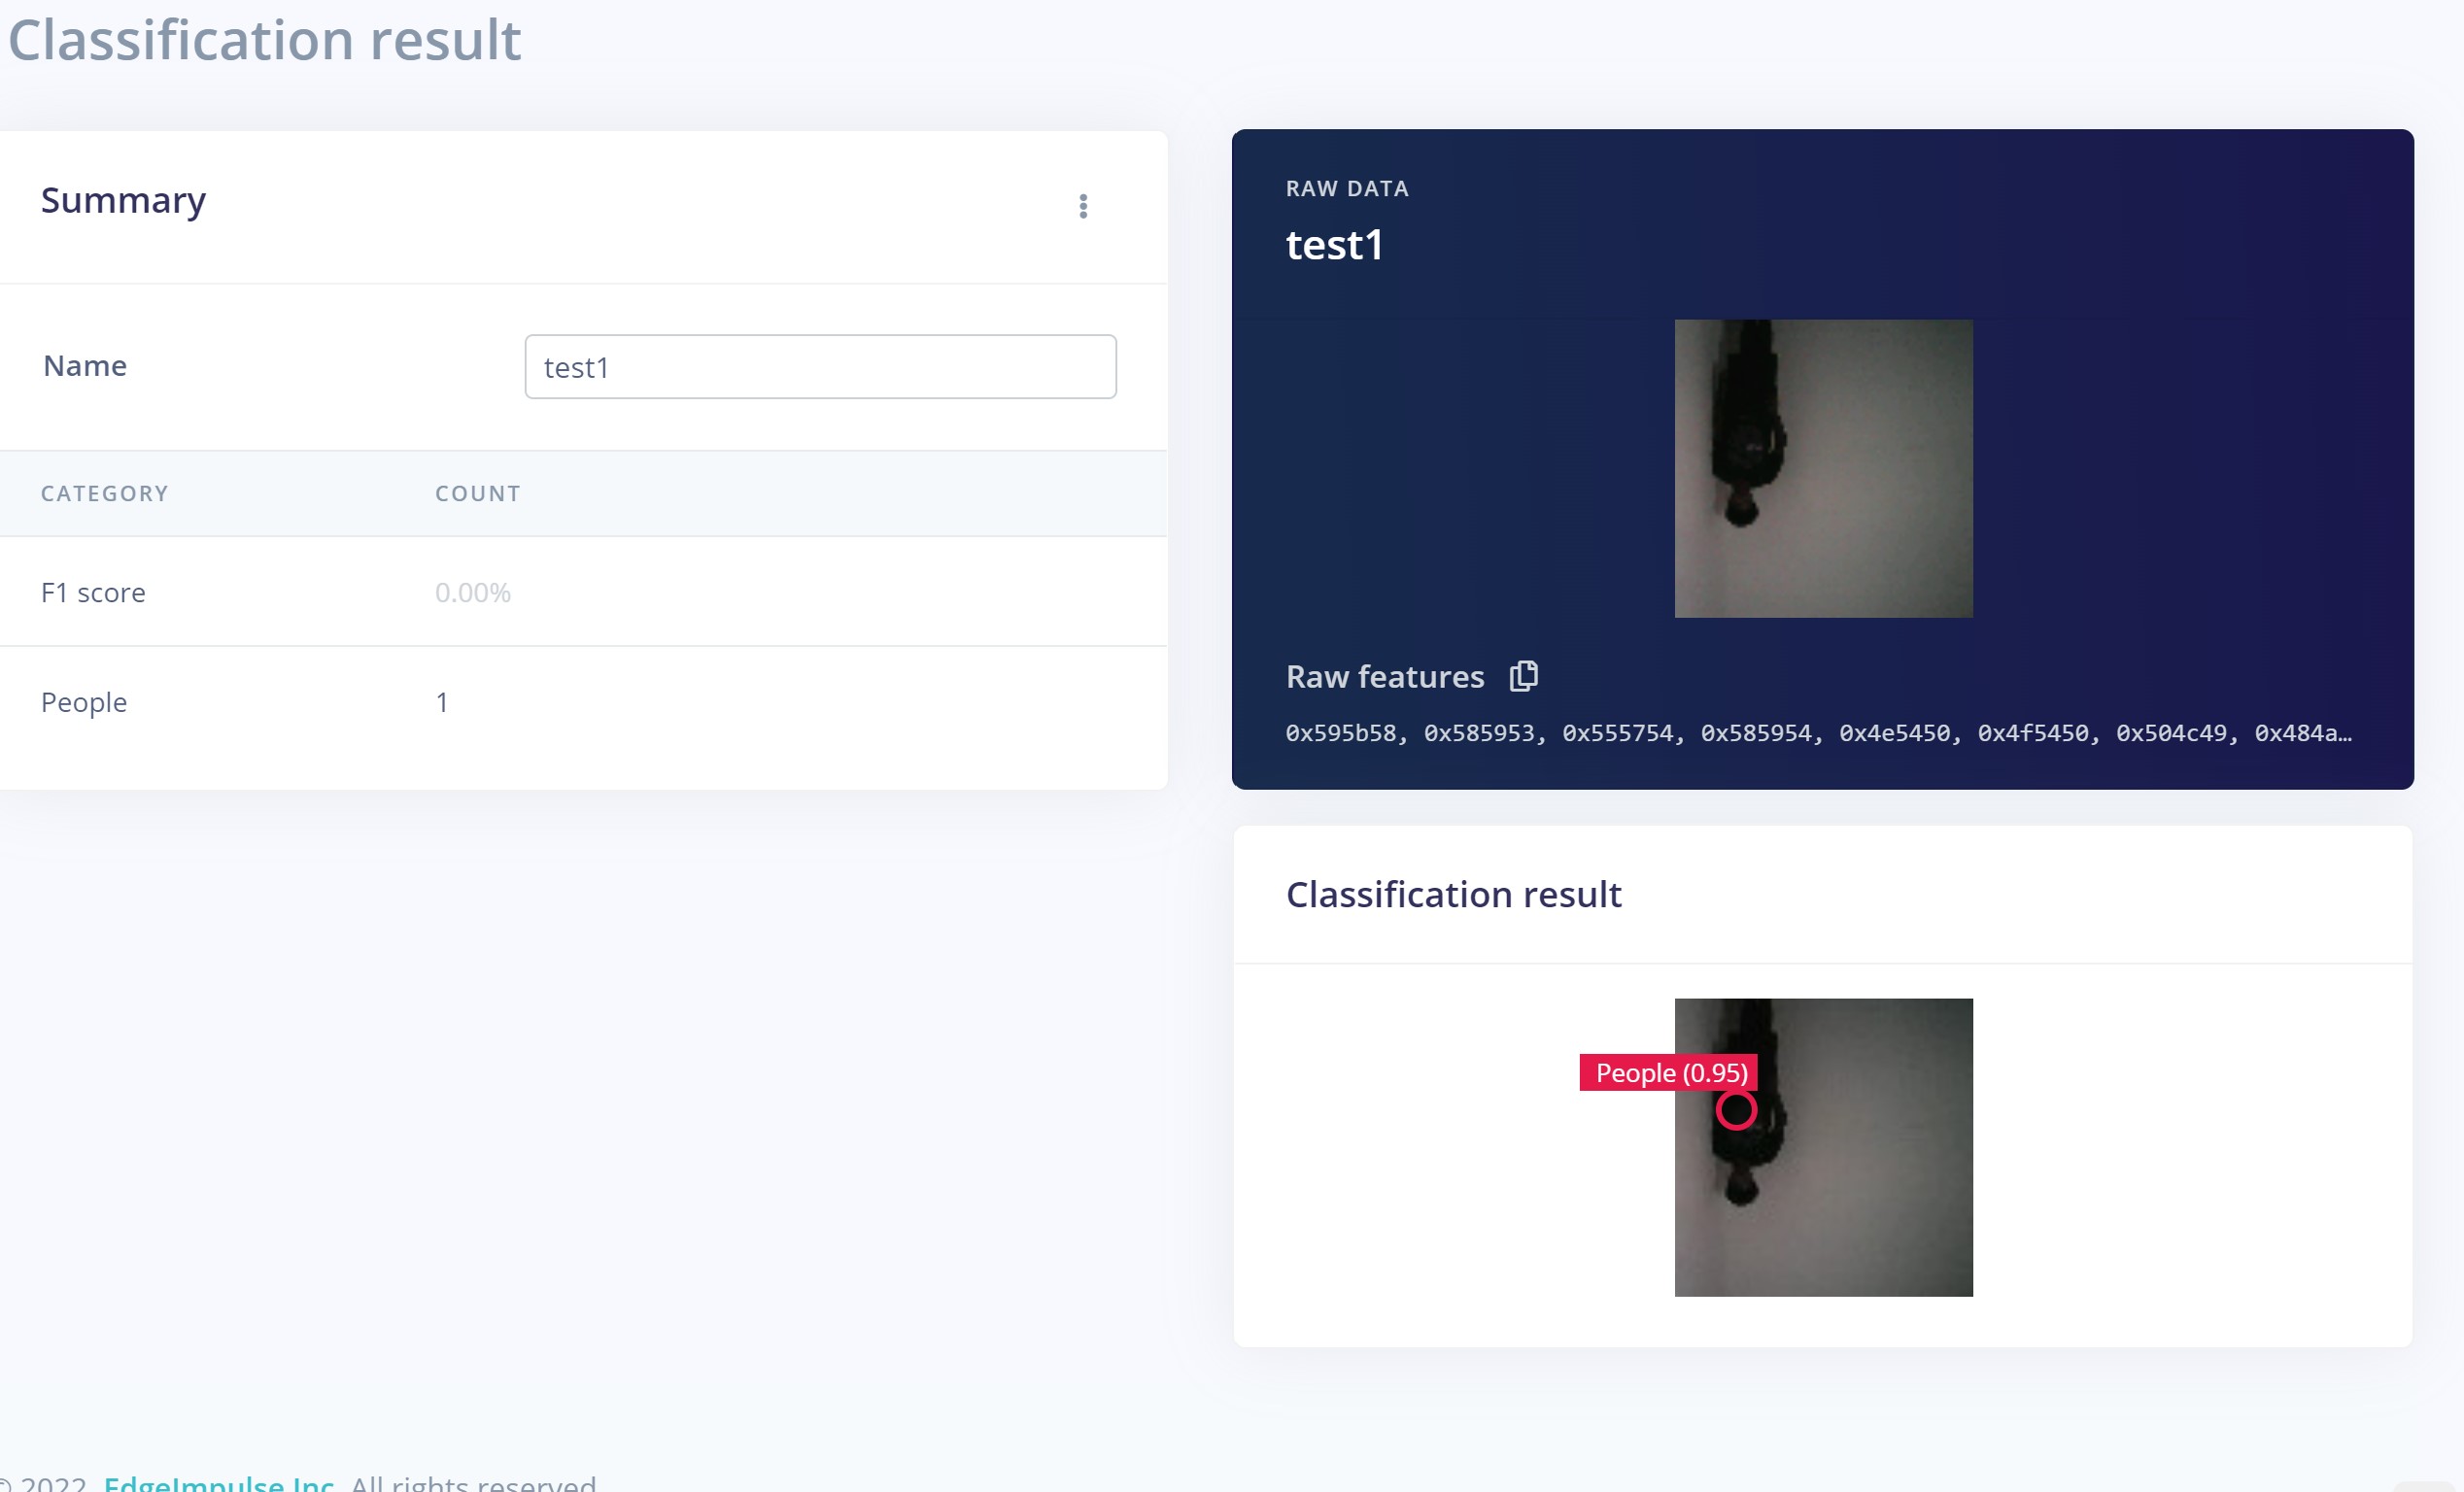 Classification result
Summary
Name
test1
CATEGORY COUNT
F1 score 0.00%
People 1
RAW DATA
test1
Raw features
0x595b58, 0x585953, 0x555754, 0x585954, 0x4e5450, 0x4f5450, 0x504c49, 0x484a…
Classification result
People (0.95)
© 2022 EdgeImpulse Inc. All rights reserved